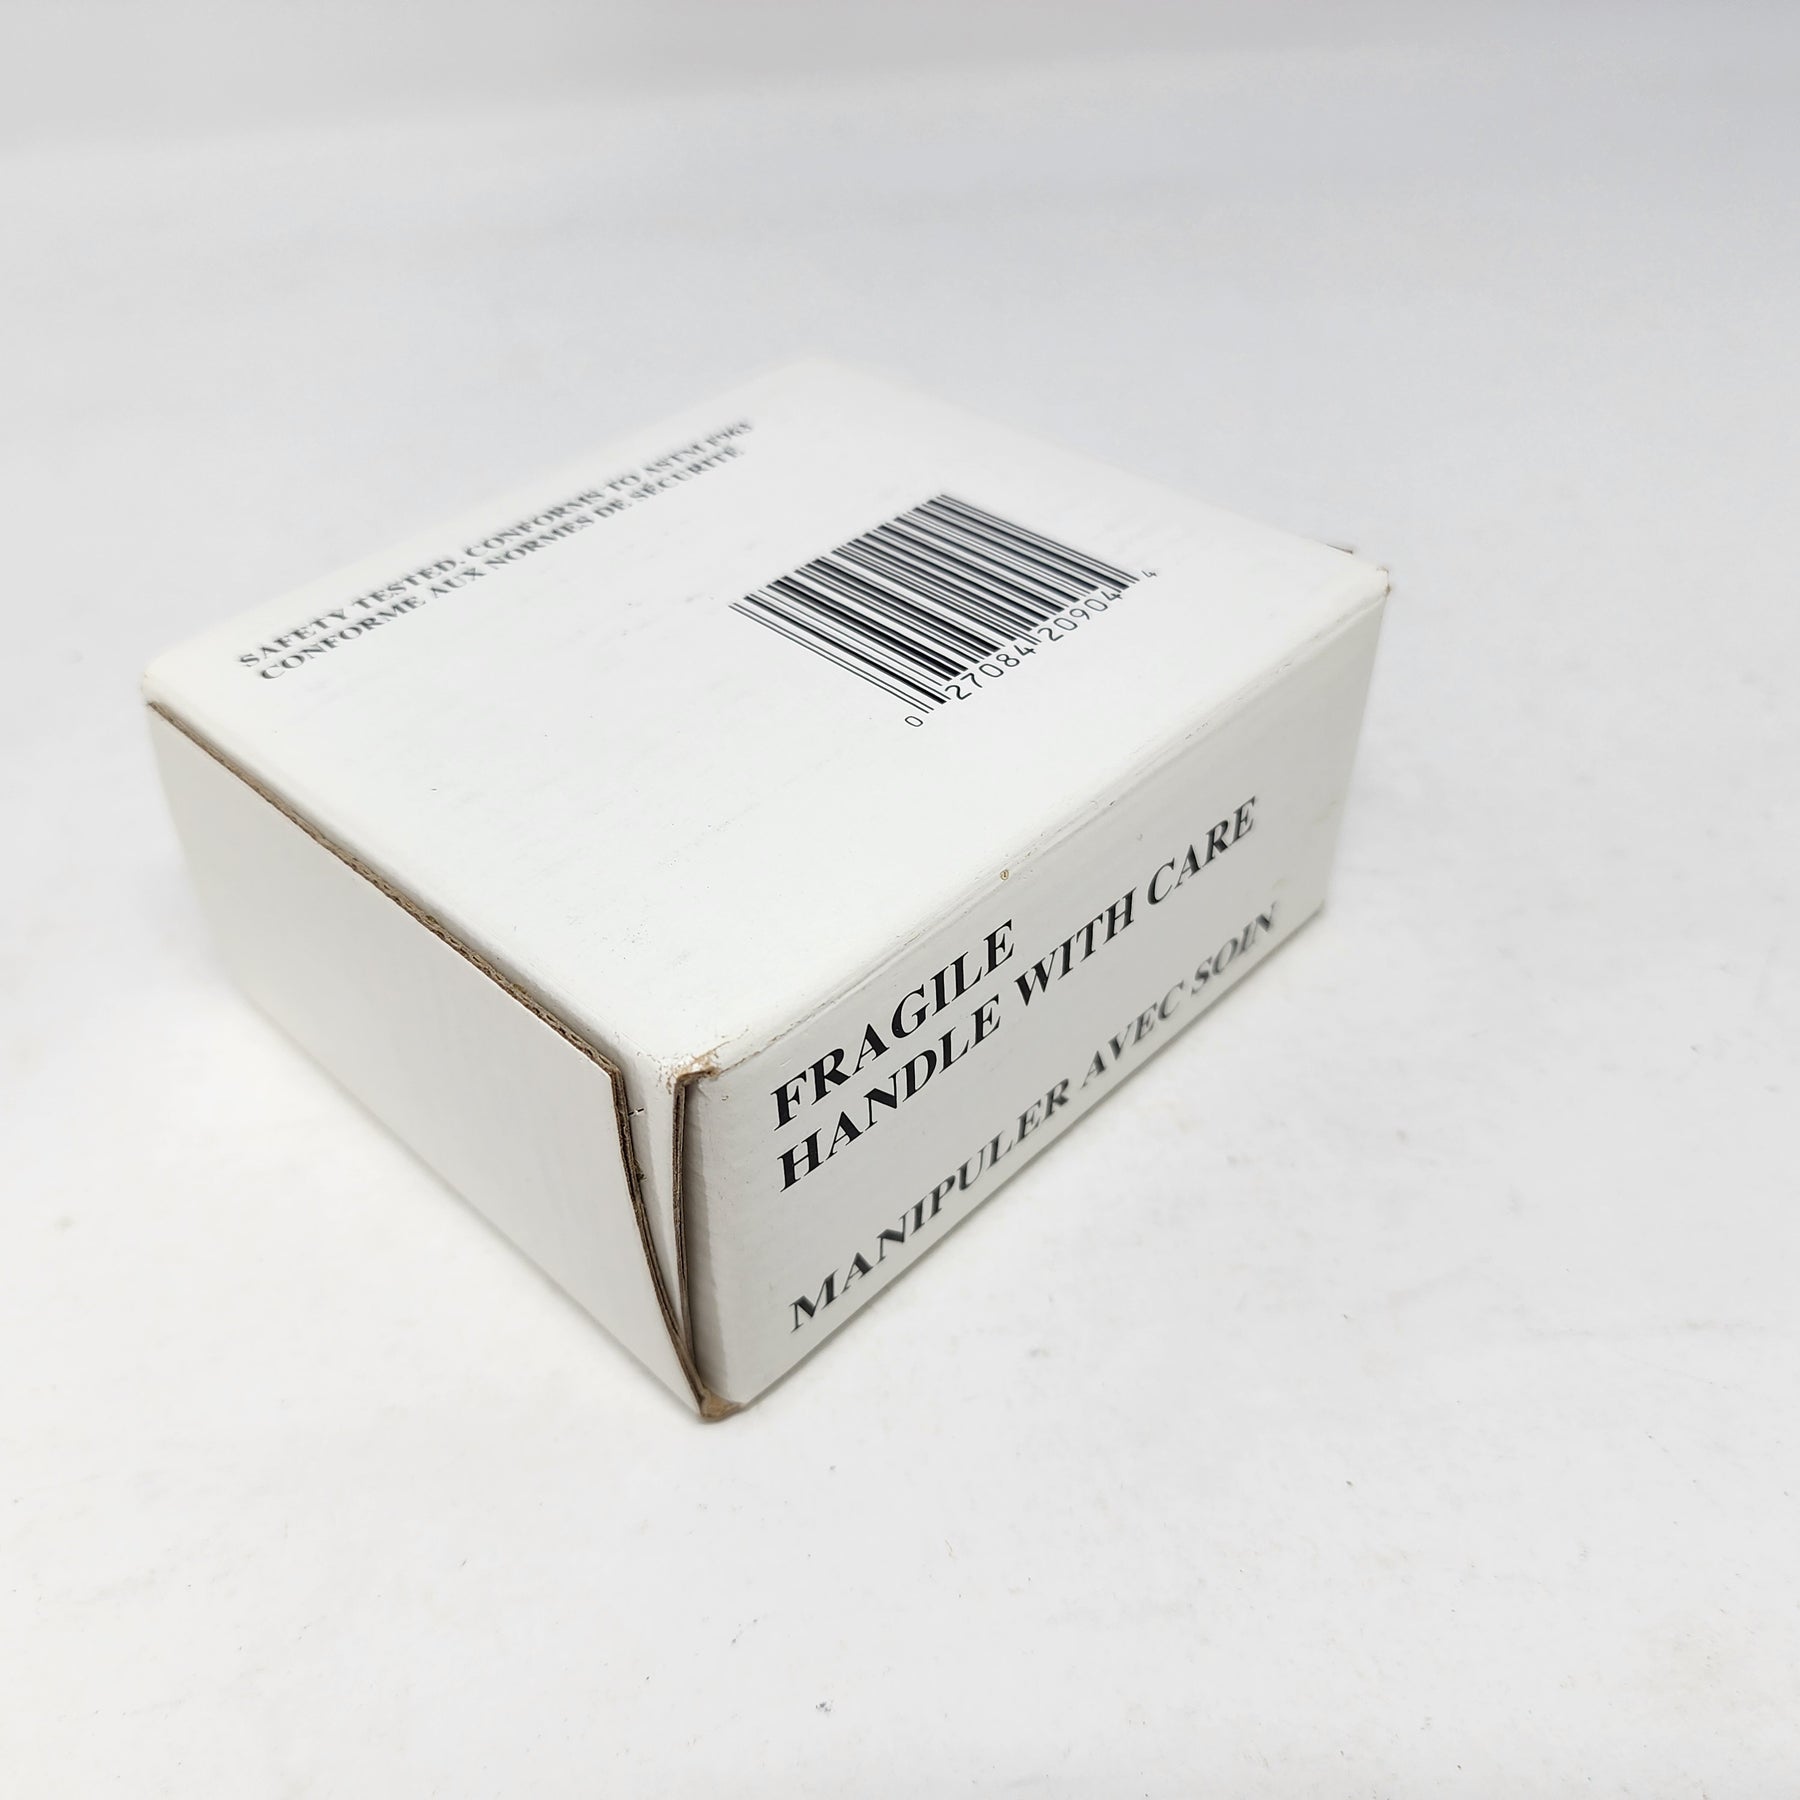 SAFETY TESTED. CONFORMS TO ASTM F963
CONFORME AUX NORMES DE SÉCURITÉ
0 27084 20904 4
FRAGILE
HANDLE WITH CARE
MANIPULER AVEC SOIN